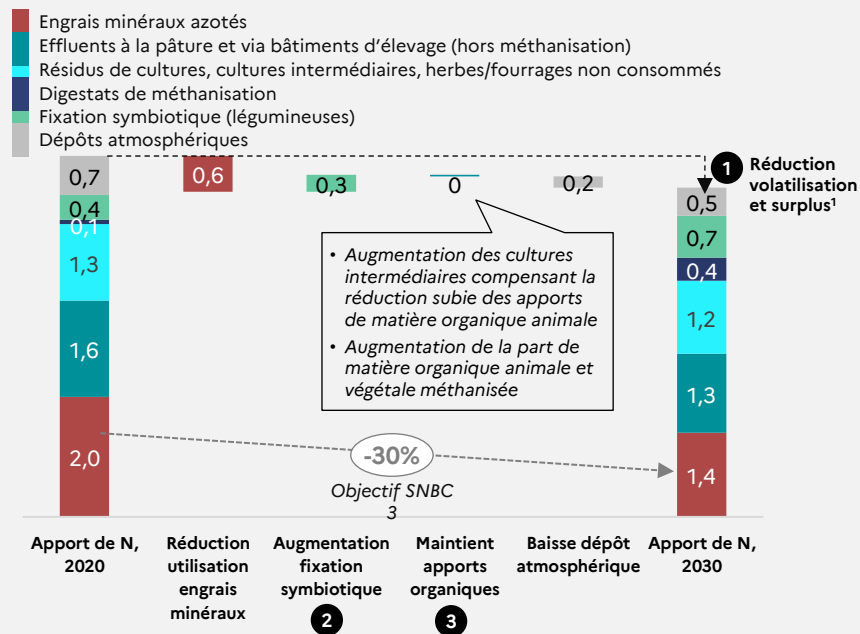 Engrais minéraux azotés
Effluents à la pâture et via bâtiments d'élevage (hors méthanisation)
Résidus de cultures, cultures intermédiaires, herbes/fourrages non consommés
Digestats de méthanisation
Fixation symbiotique (légumineuses)
Dépôts atmosphériques
0,7
0,4
0,1
1,3
1,6
2,0
0,6
0,3
0
0,2
1 Réduction
volatilisation
et surplus¹
0,5
0,7
0,4
1,2
1,3
1,4
• Augmentation des cultures
intermédiaires compensant la
réduction subie des apports
de matière organique animale
• Augmentation de la part de
matière organique animale et
végétale méthanisée
-30%
Objectif SNBC
3
Apport de N,
2020
Réduction
utilisation
engrais
minéraux
Augmentation
fixation
symbiotique
2
Maintient
apports
organiques
3
Baisse dépôt
atmosphérique
Apport de N,
2030